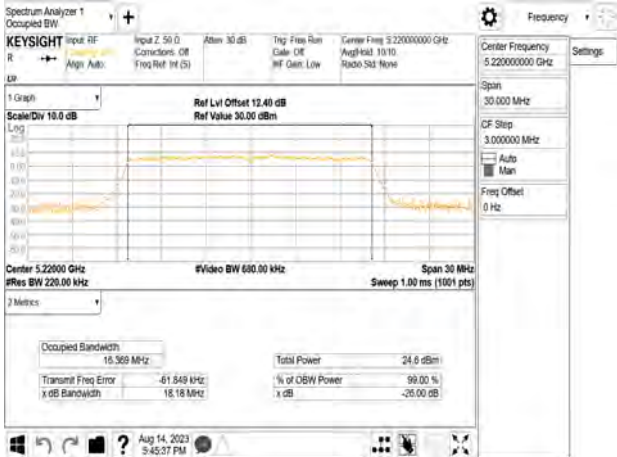 Spectrum Analyzer 1
Occupied BW
Frequency
KEYSIGHT
Input: RF
Input Z: 50 Ω
Atten: 30 dB
Trig: Free Run
Center Freq: 5.220000000 GHz
R
Corrections: Off
Gate: Off
Avg|Hold: 10/10
Align: Auto
Freq Ref: Int (S)
#IF Gain: Low
Radio Std: None
Center Frequency
5.220000000 GHz
Settings
Span
30.000 MHz
CF Step
3.000000 MHz
Auto
Man
Freq Offset
0 Hz
1 Graph
Ref Lvl Offset 12.40 dB
Scale/Div 10.0 dB
Ref Value 30.00 dBm
Log
Center 5.22000 GHz
#Video BW 680.00 kHz
Span 30 MHz
#Res BW 220.00 kHz
Sweep 1.00 ms (1001 pts)
2 Metrics
Occupied Bandwidth
16.369 MHz
Total Power
24.6 dBm
Transmit Freq Error
-61.849 kHz
% of OBW Power
99.00 %
x dB Bandwidth
18.18 MHz
x dB
-26.00 dB
?
Aug 14, 2023
5:45:37 PM